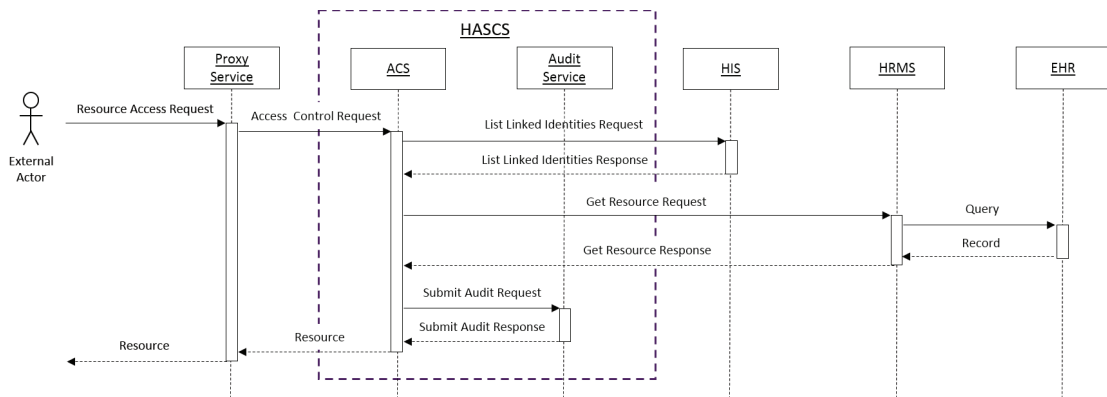 HASCS
Proxy
Service
ACS
Audit
Service
HIS
HRMS
EHR
Resource Access Request
Access Control Request
List Linked Identities Request
External
Actor
List Linked Identities Response
Get Resource Request
Query
Get Resource Response
Record
Submit Audit Request
Submit Audit Response
Resource
Resource